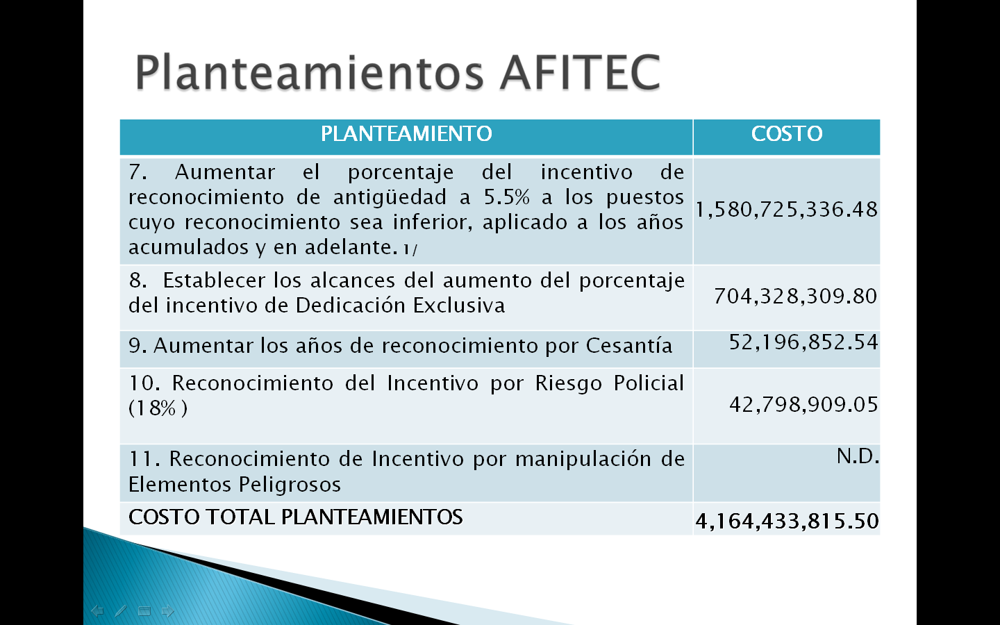 Planteamientos AFITEC
PLANTEAMIENTO COSTO
7. Aumentar el porcentaje del incentivo de
reconocimiento de antigüedad a 5.5% a los puestos
cuyo reconocimiento sea inferior, aplicado a los años
acumulados y en adelante. 1/
1,580,725,336.48
8. Establecer los alcances del aumento del porcentaje
del incentivo de Dedicación Exclusiva
704,328,309.80
9. Aumentar los años de reconocimiento por Cesantía
52,196,852.54
10. Reconocimiento del Incentivo por Riesgo Policial
(18% )
42,798,909.05
11. Reconocimiento de Incentivo por manipulación de
Elementos Peligrosos
N.D.
COSTO TOTAL PLANTEAMIENTOS
4,164,433,815.50